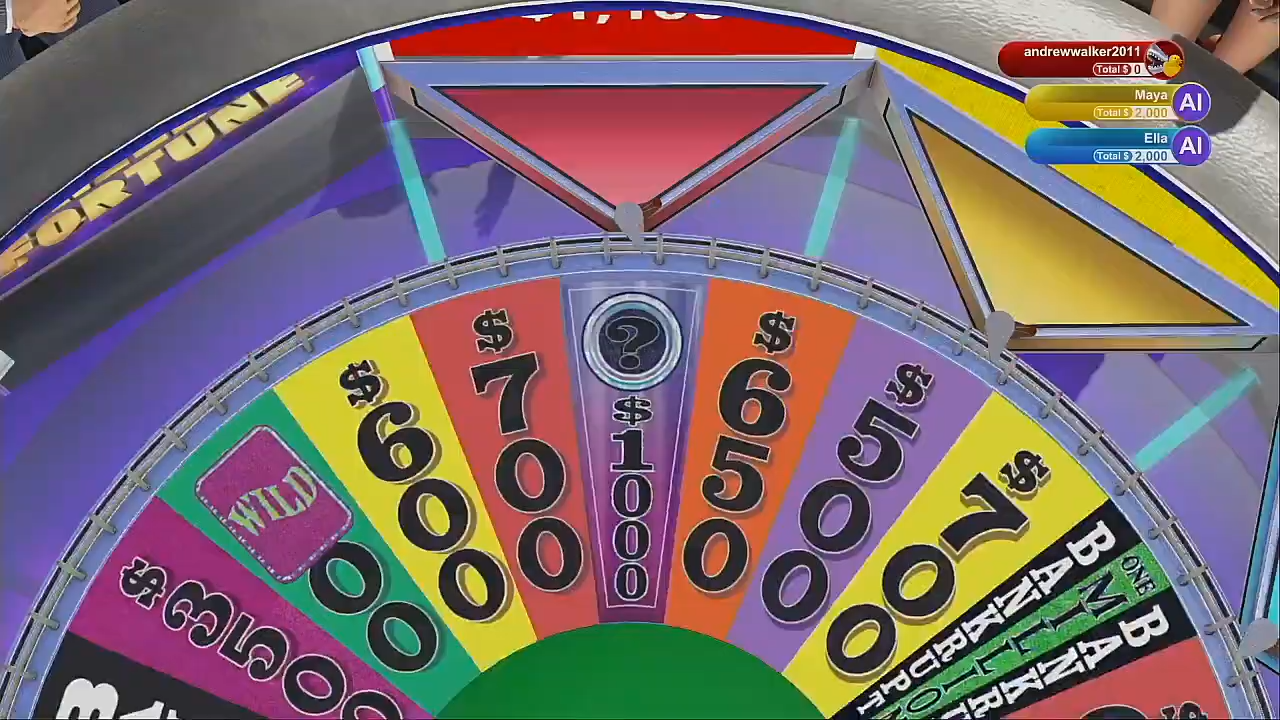 FORTUNE
andrewwalker2011
Total $ 0
Maya
Total $ 2,000
AI
Ella
Total $ 2,000
AI
$3500
WILD
00
$600
$700
?
$1000
$650
$500
$700
BANKRUPT
ONE
MILLION